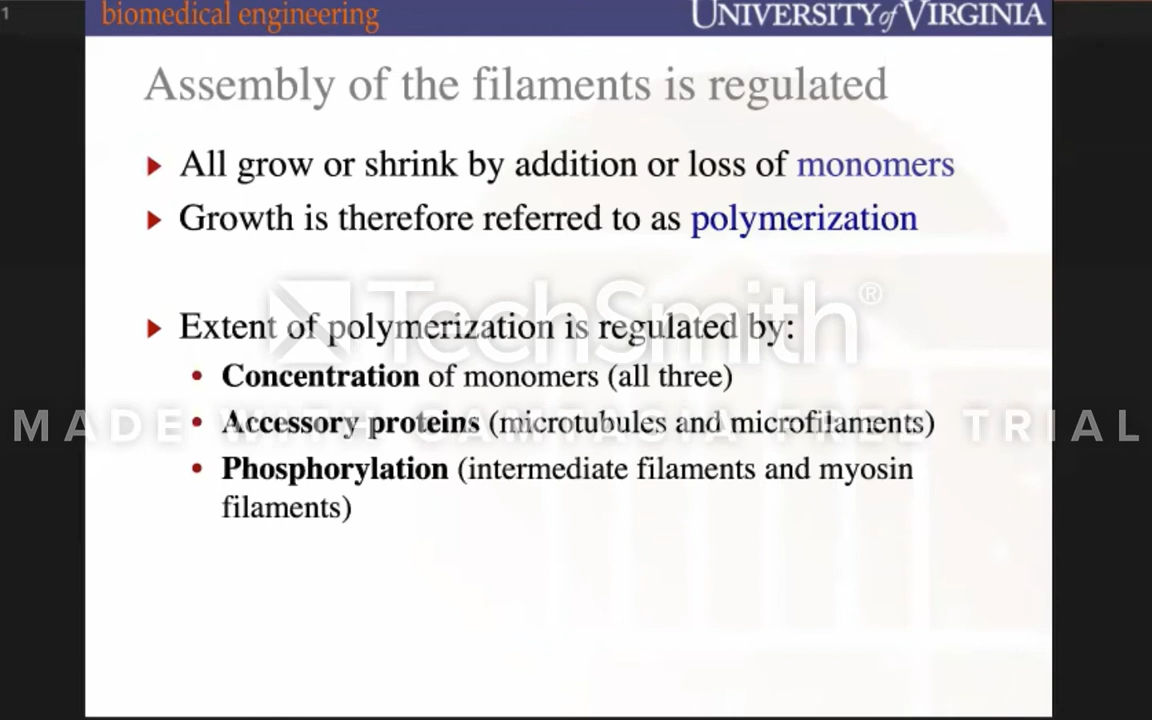 1
biomedical engineering
UNIVERSITY of VIRGINIA
Assembly of the filaments is regulated
All grow or shrink by addition or loss of monomers
Growth is therefore referred to as polymerization
TechSmith®
Extent of polymerization is regulated by:
• Concentration of monomers (all three)
MADE WITH CAMTASIA FREE TRIAL
• Accessory proteins (microtubules and microfilaments)
• Phosphorylation (intermediate filaments and myosin
filaments)